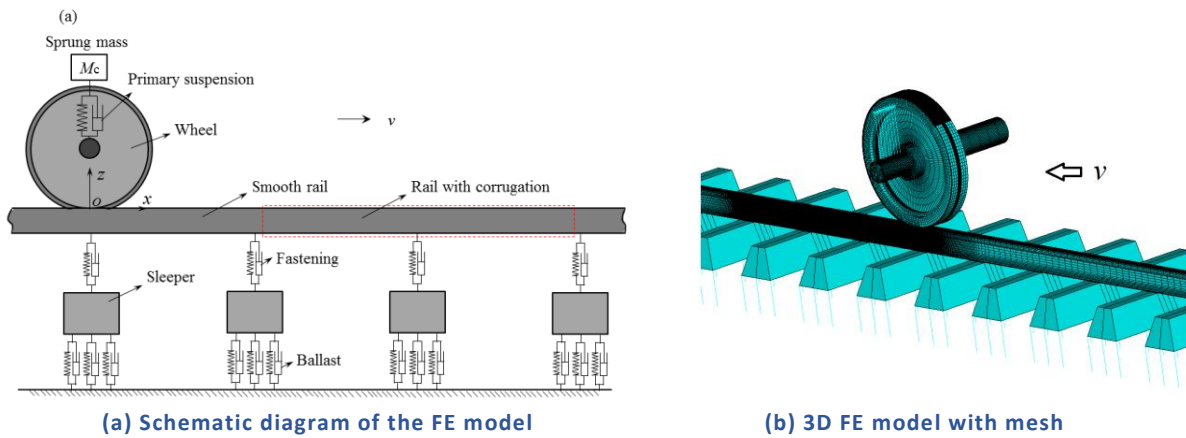 (a)
Sprung mass
Mc
Primary suspension
Wheel
v
z
o
x
Smooth rail
Rail with corrugation
Fastening
Sleeper
Ballast
v
(a) Schematic diagram of the FE model
(b) 3D FE model with mesh